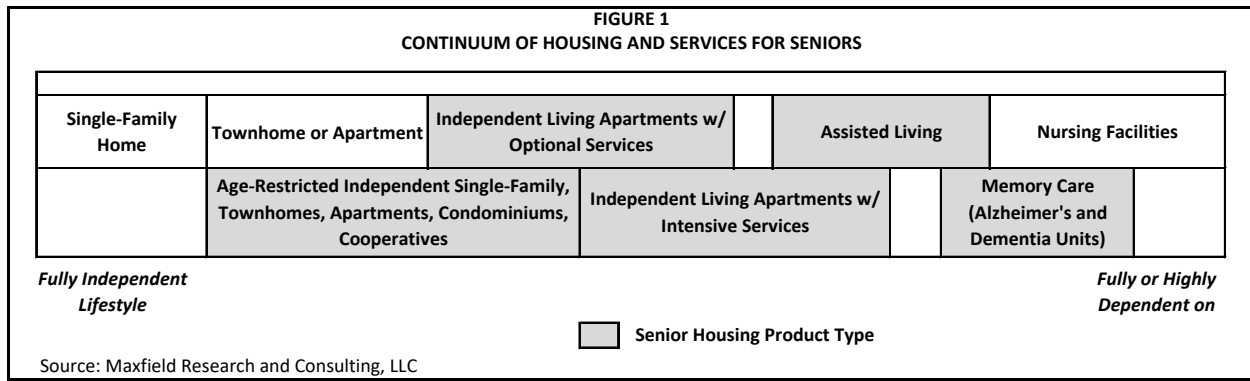 FIGURE 1
CONTINUUM OF HOUSING AND SERVICES FOR SENIORS
Single-Family
Home
Townhome or Apartment
Independent Living Apartments w/
Optional Services
Assisted Living
Nursing Facilities
Age-Restricted Independent Single-Family,
Townhomes, Apartments, Condominiums,
Cooperatives
Independent Living Apartments w/
Intensive Services
Memory Care
(Alzheimer's and
Dementia Units)
Fully Independent
Lifestyle
Fully or Highly
Dependent on
Senior Housing Product Type
Source: Maxfield Research and Consulting, LLC